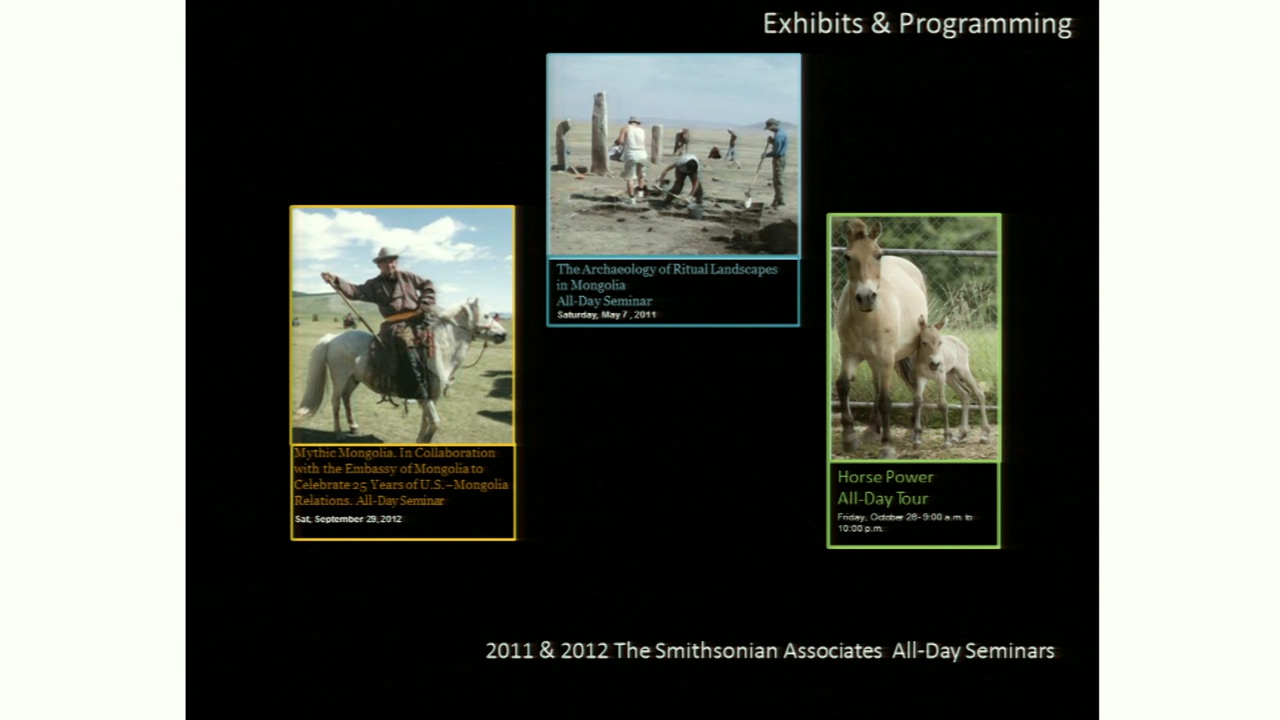 Exhibits & Programming
The Archaeology of Ritual Landscapes
in Mongolia
All-Day Seminar
Saturday, May 7 , 2011
Mythic Mongolia. In Collaboration
with the Embassy of Mongolia to
Celebrate 25 Years of U.S.–Mongolia
Relations. All-Day Seminar
Sat, September 29, 2012
Horse Power
All-Day Tour
Friday, October 28 - 9:00 a.m. to
10:00 p.m.
2011 & 2012 The Smithsonian Associates All-Day Seminars